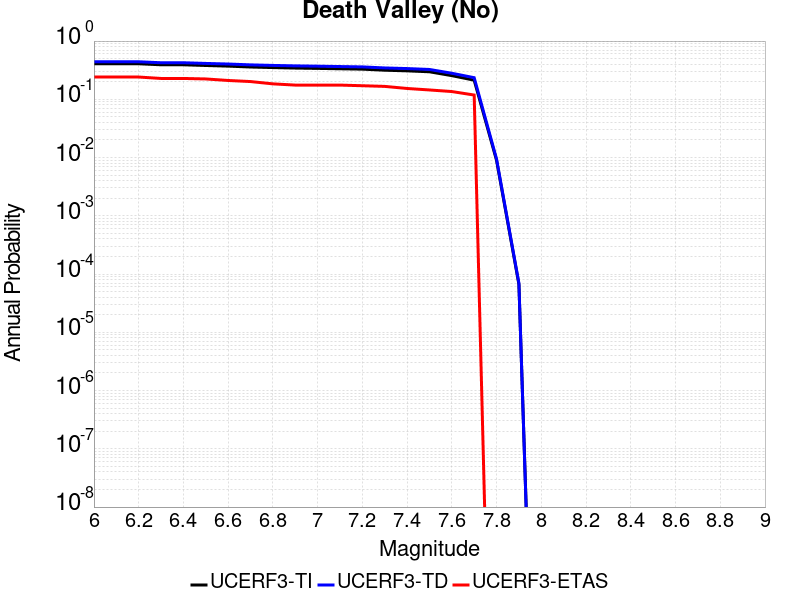 Death Valley (No)
10^0
10^-1
10^-2
10^-3
10^-4
10^-5
10^-6
10^-7
10^-8
Annual Probability
6 6.2 6.4 6.6 6.8 7 7.2 7.4 7.6 7.8 8 8.2 8.4 8.6 8.8 9
Magnitude
UCERF3-TI UCERF3-TD UCERF3-ETAS